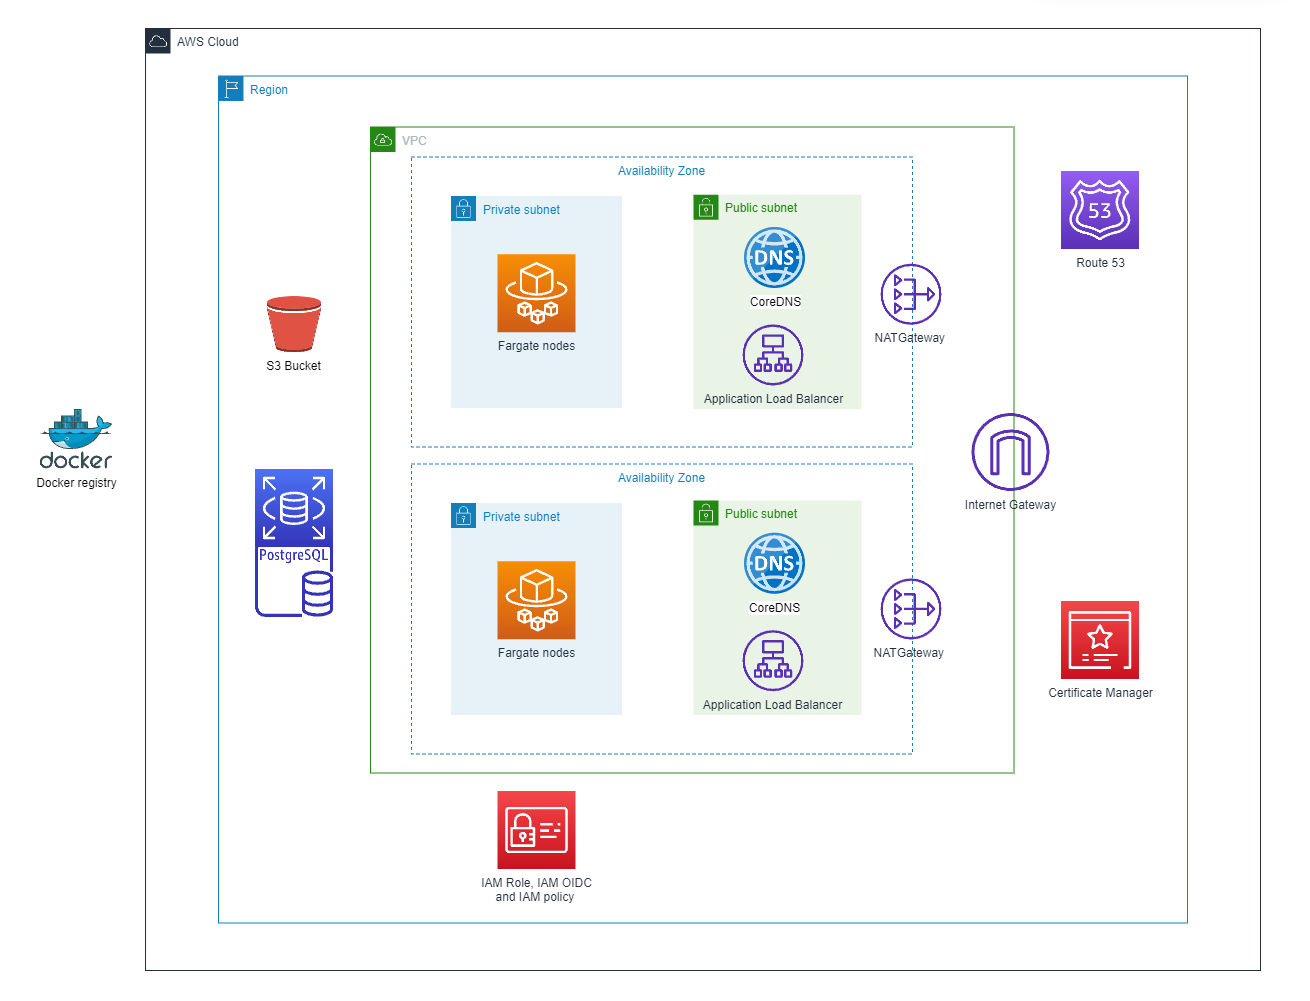 AWS Cloud
Region
VPC
Availability Zone
Private subnet
Public subnet
DNS
CoreDNS
Fargate nodes
Application Load Balancer
NATGateway
53
Route 53
S3 Bucket
docker
Docker registry
PostgreSQL
Internet Gateway
Availability Zone
Private subnet
Public subnet
DNS
CoreDNS
Fargate nodes
Application Load Balancer
NATGateway
Certificate Manager
IAM Role, IAM OIDC
and IAM policy